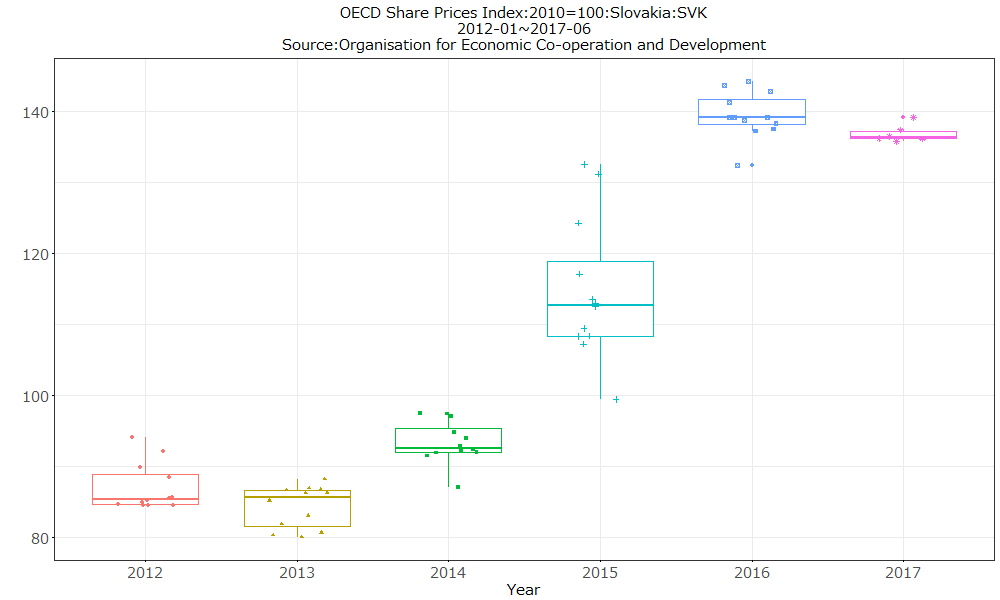 OECD Share Prices Index:2010=100:Slovakia:SVK
2012-01~2017-06
Source:Organisation for Economic Co-operation and Development
140
120
100
80
2012 2013 2014 2015 2016 2017
Year